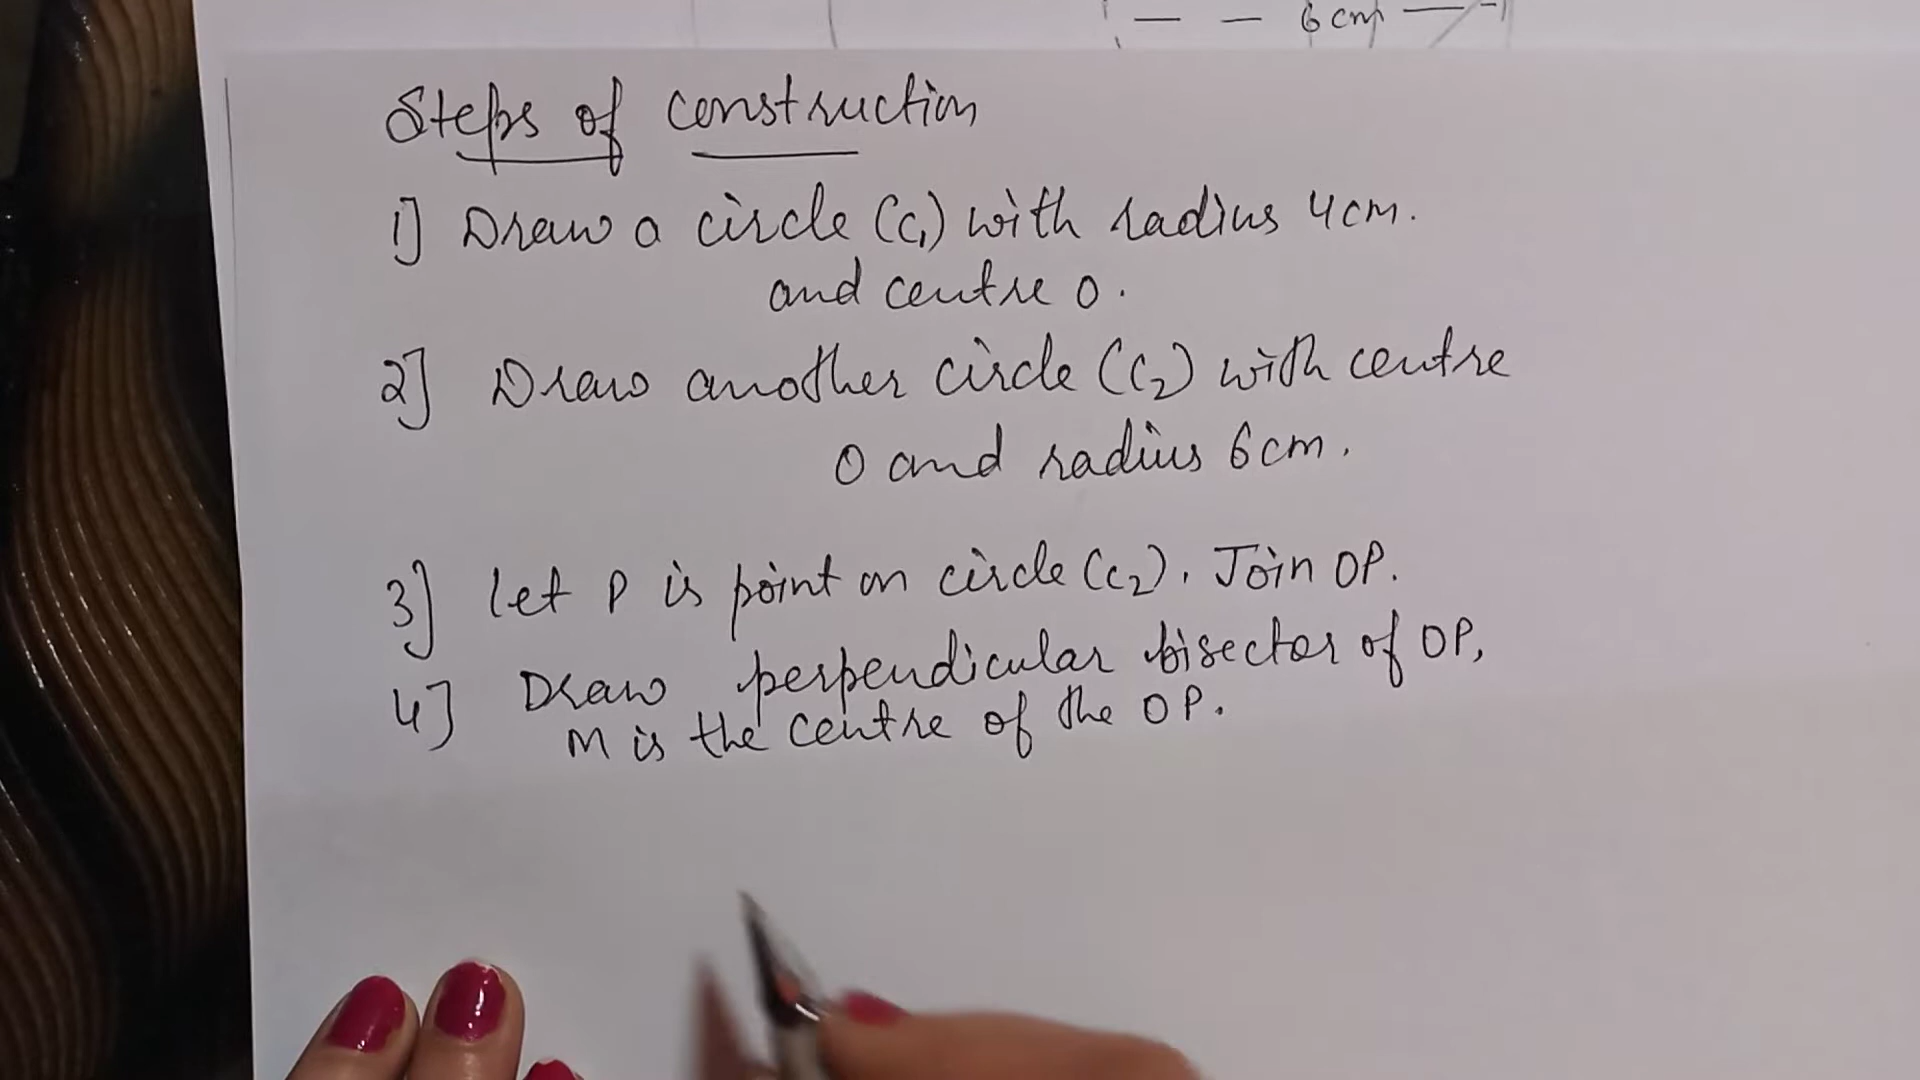 — — 6 cm —
Steps of construction
1] Draw a circle (C₁) with radius 4cm.
and centre O.
2] Draw another circle (C₂) with centre
O and radius 6cm.
3] Let P is point on circle (C₂). Join OP.
4] Draw perpendicular bisector of OP,
M is the centre of the OP.